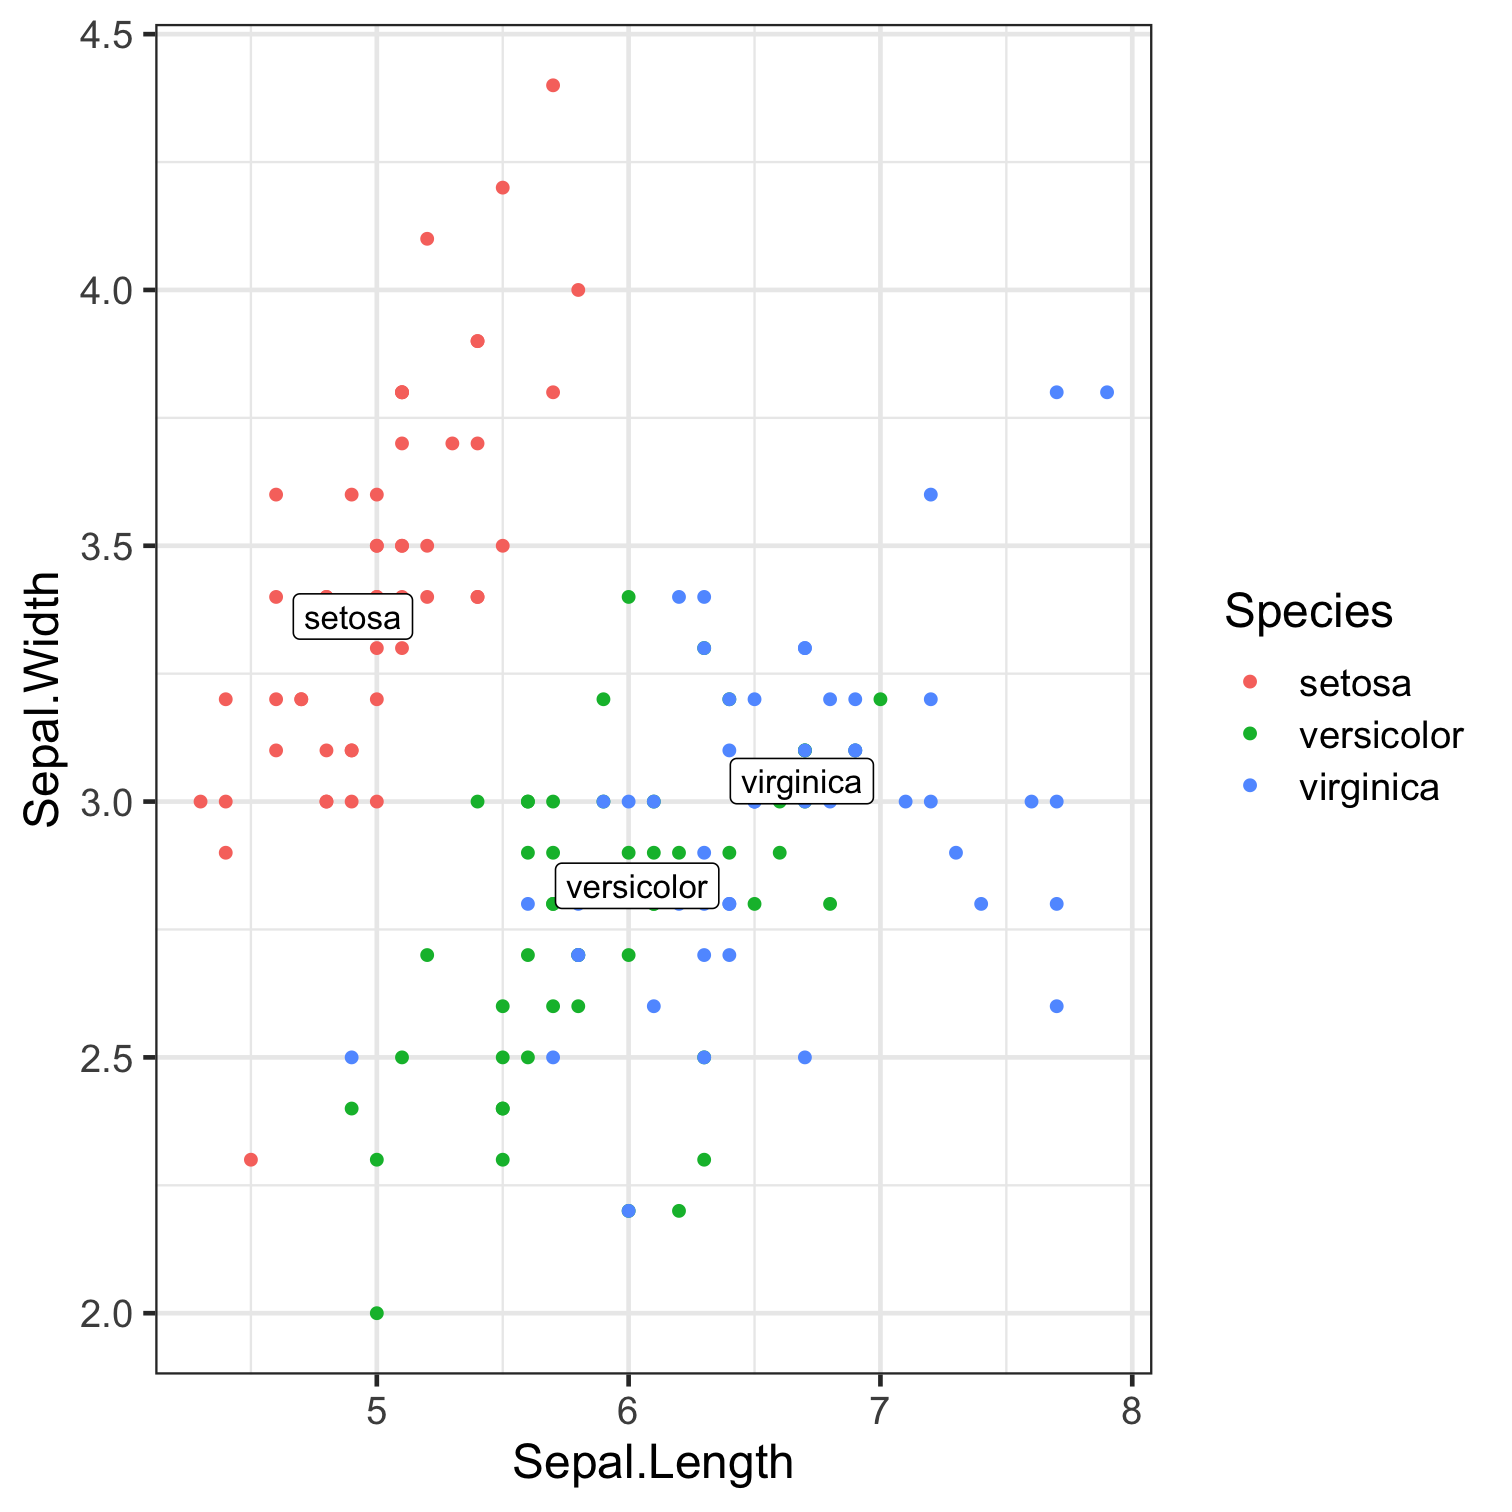 4.5
4.0
3.5
3.0
2.5
2.0
Sepal.Width
setosa
virginica
versicolor
5 6 7 8
Sepal.Length
Species
setosa
versicolor
virginica